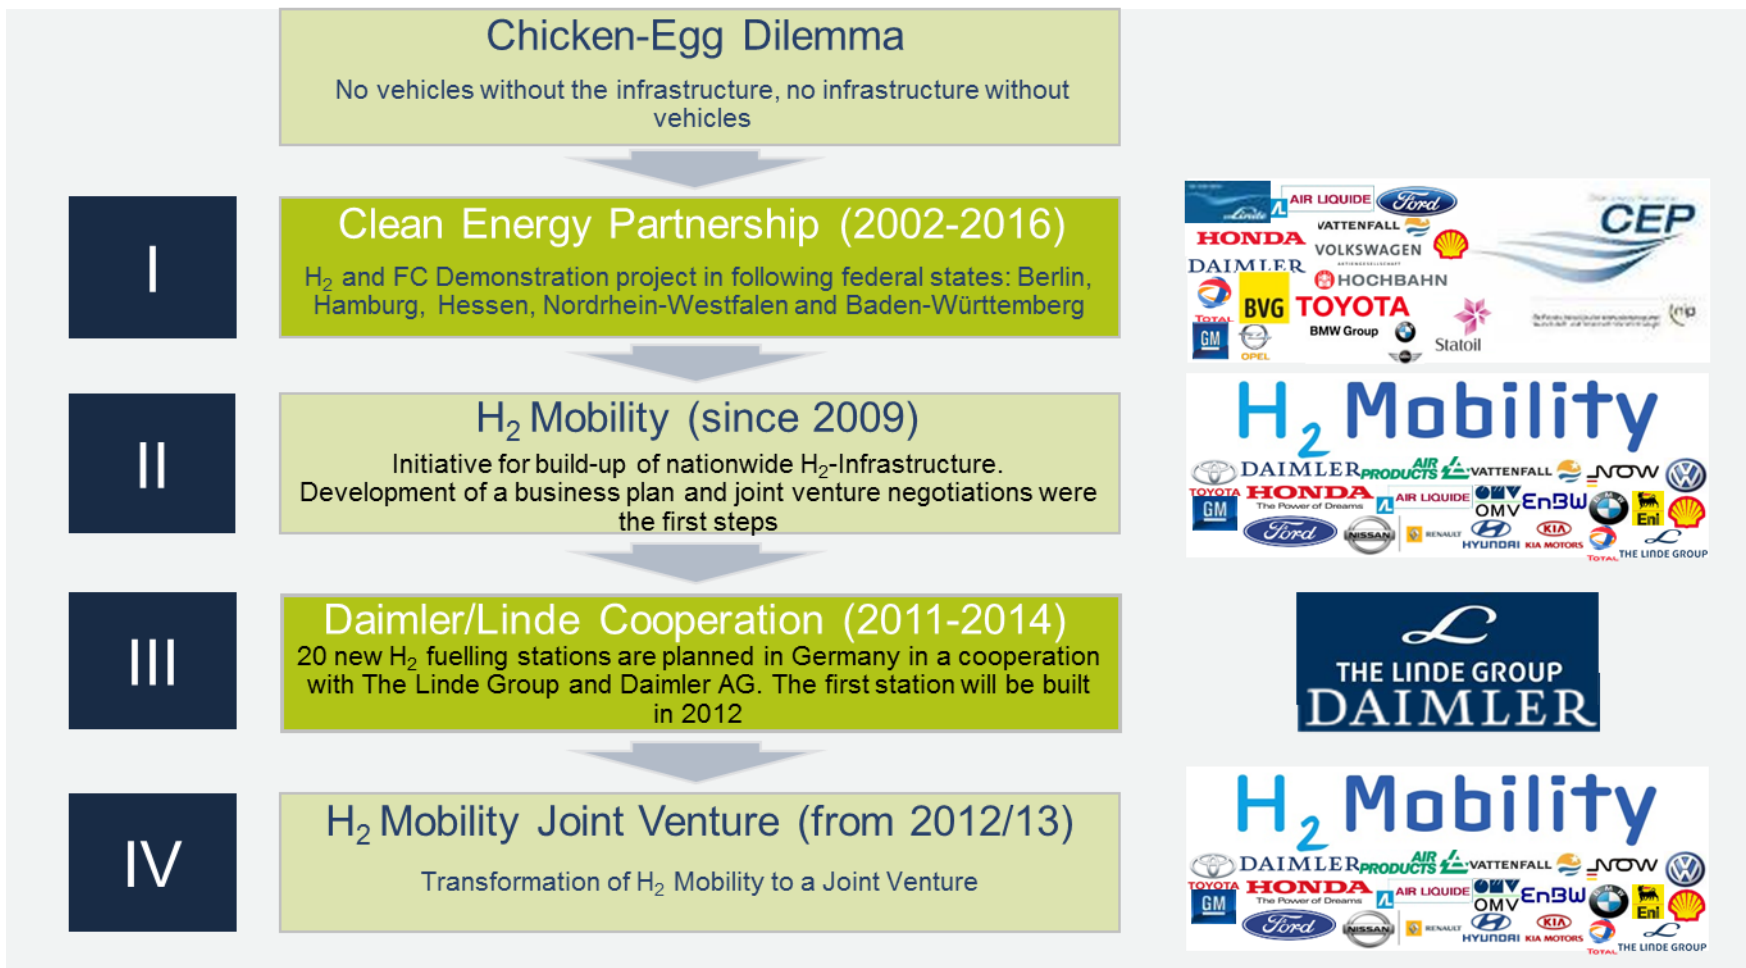 Chicken-Egg Dilemma
No vehicles without the infrastructure, no infrastructure without
vehicles
I
Clean Energy Partnership (2002-2016)
H2 and FC Demonstration project in following federal states: Berlin,
Hamburg, Hessen, Nordrhein-Westfalen and Baden-Württemberg
Linde
AIR LIQUIDE
Ford
VATTENFALL
HONDA
VOLKSWAGEN
AKTIENGESELLSCHAFT
DAIMLER
HOCHBAHN
TOTAL
BVG
TOYOTA
GM
OPEL
BMW Group
Statoil
CEP
nip
II
H2 Mobility (since 2009)
Initiative for build-up of nationwide H2-Infrastructure.
Development of a business plan and joint venture negotiations were
the first steps
H2 Mobility
TOYOTA
DAIMLER
AIR
PRODUCTS
VATTENFALL
NOW
GM
HONDA
The Power of Dreams
AIR LIQUIDE
OMV
EnBW
BMW
Eni
Ford
NISSAN
RENAULT
HYUNDAI
KIA
KIA MOTORS
TOTAL
THE LINDE GROUP
III
Daimler/Linde Cooperation (2011-2014)
20 new H2 fuelling stations are planned in Germany in a cooperation
with The Linde Group and Daimler AG. The first station will be built
in 2012
THE LINDE GROUP
DAIMLER
IV
H2 Mobility Joint Venture (from 2012/13)
Transformation of H2 Mobility to a Joint Venture
H2 Mobility
TOYOTA
DAIMLER
AIR
PRODUCTS
VATTENFALL
NOW
GM
HONDA
The Power of Dreams
AIR LIQUIDE
OMV
EnBW
BMW
Eni
Ford
NISSAN
RENAULT
HYUNDAI
KIA
KIA MOTORS
TOTAL
THE LINDE GROUP